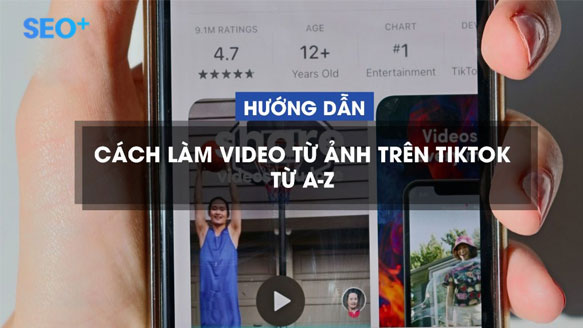 SEO+
9.1M RATINGS
AGE
CHART
4.7
12+
#1
Years Old
Entertainment
TikTo
HƯỚNG DẪN
Videos
CÁCH LÀM VIDEO TỪ ẢNH TRÊN TIKTOK
TỪ A-Z